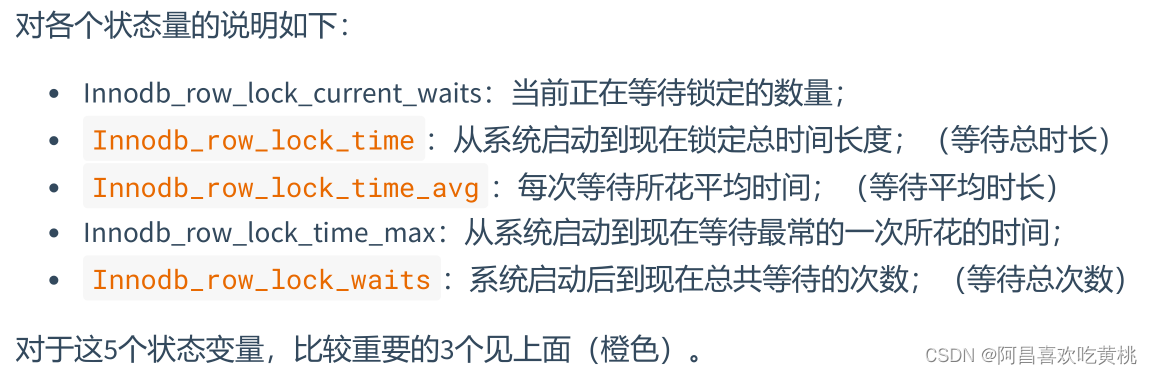 对各个状态量的说明如下：
Innodb_row_lock_current_waits：当前正在等待锁定的数量；
Innodb_row_lock_time：从系统启动到现在锁定总时间长度；（等待总时长）
Innodb_row_lock_time_avg：每次等待所花平均时间；（等待平均时长）
Innodb_row_lock_time_max：从系统启动到现在等待最常的一次所花的时间；
Innodb_row_lock_waits：系统启动后到现在总共等待的次数；（等待总次数）
对于这5个状态变量，比较重要的3个见上面（橙色）。
CSDN @阿昌喜欢吃黄桃